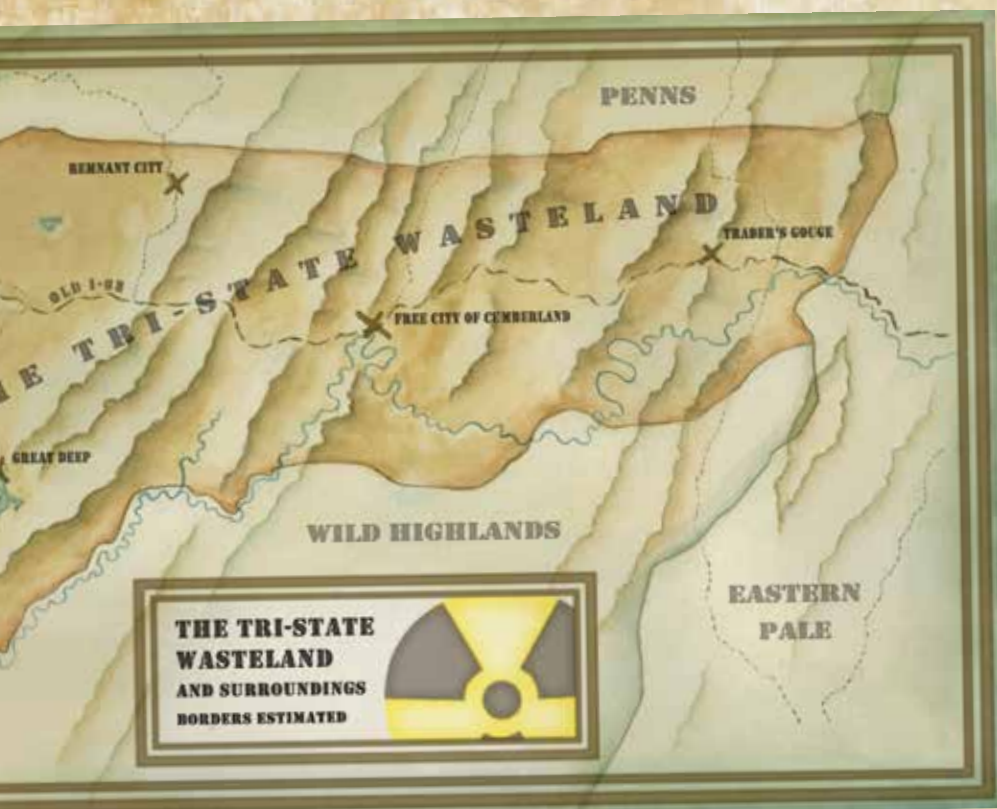 PENNS
REMNANT CITY
TRI-STATE WASTELAND
TRADER'S GOUGE
OLD I-68
FREE CITY OF CUMBERLAND
GREAT DEEP
WILD HIGHLANDS
EASTERN
PALE
THE TRI-STATE
WASTELAND
AND SURROUNDINGS
BORDERS ESTIMATED